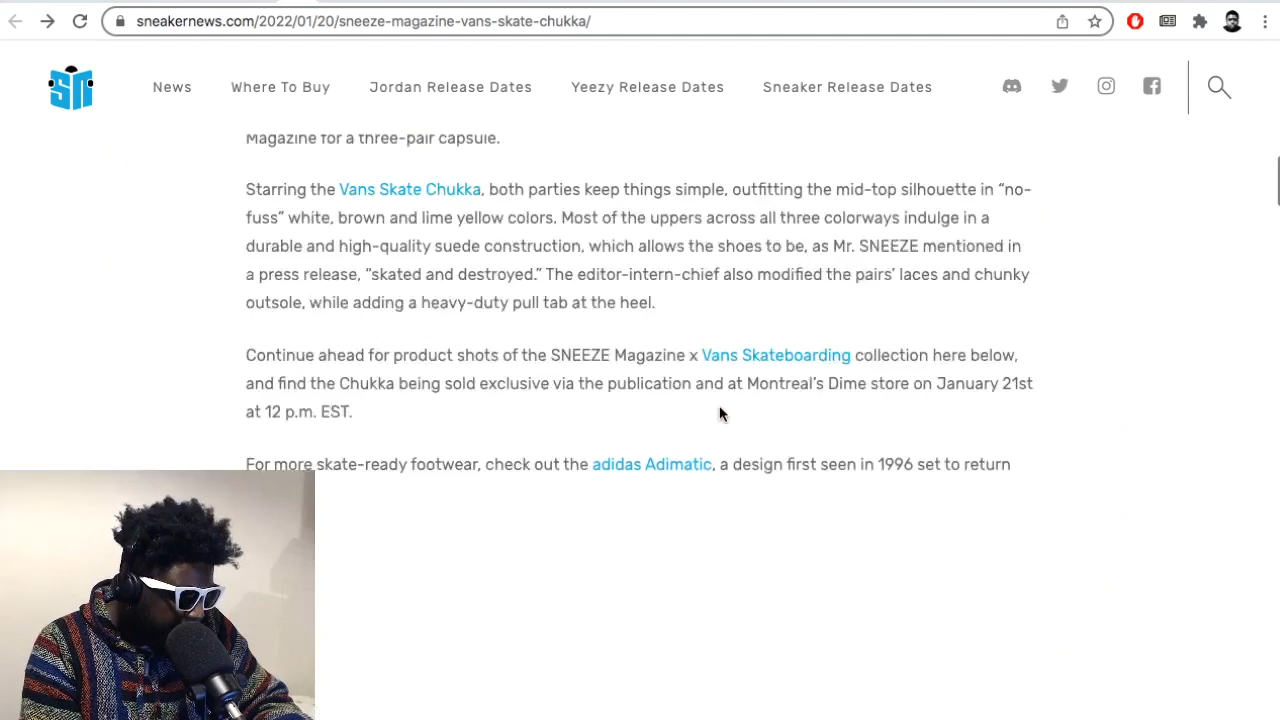 sneakernews.com/2022/01/20/sneeze-magazine-vans-skate-chukka/
SN
News Where To Buy Jordan Release Dates Yeezy Release Dates Sneaker Release Dates
Magazine for a three-pair capsule.
Starring the Vans Skate Chukka, both parties keep things simple, outfitting the mid-top silhouette in “no-
fuss” white, brown and lime yellow colors. Most of the uppers across all three colorways indulge in a
durable and high-quality suede construction, which allows the shoes to be, as Mr. SNEEZE mentioned in
a press release, “skated and destroyed.” The editor-intern-chief also modified the pairs’ laces and chunky
outsole, while adding a heavy-duty pull tab at the heel.
Continue ahead for product shots of the SNEEZE Magazine x Vans Skateboarding collection here below,
and find the Chukka being sold exclusive via the publication and at Montreal’s Dime store on January 21st
at 12 p.m. EST.
For more skate-ready footwear, check out the adidas Adimatic, a design first seen in 1996 set to return